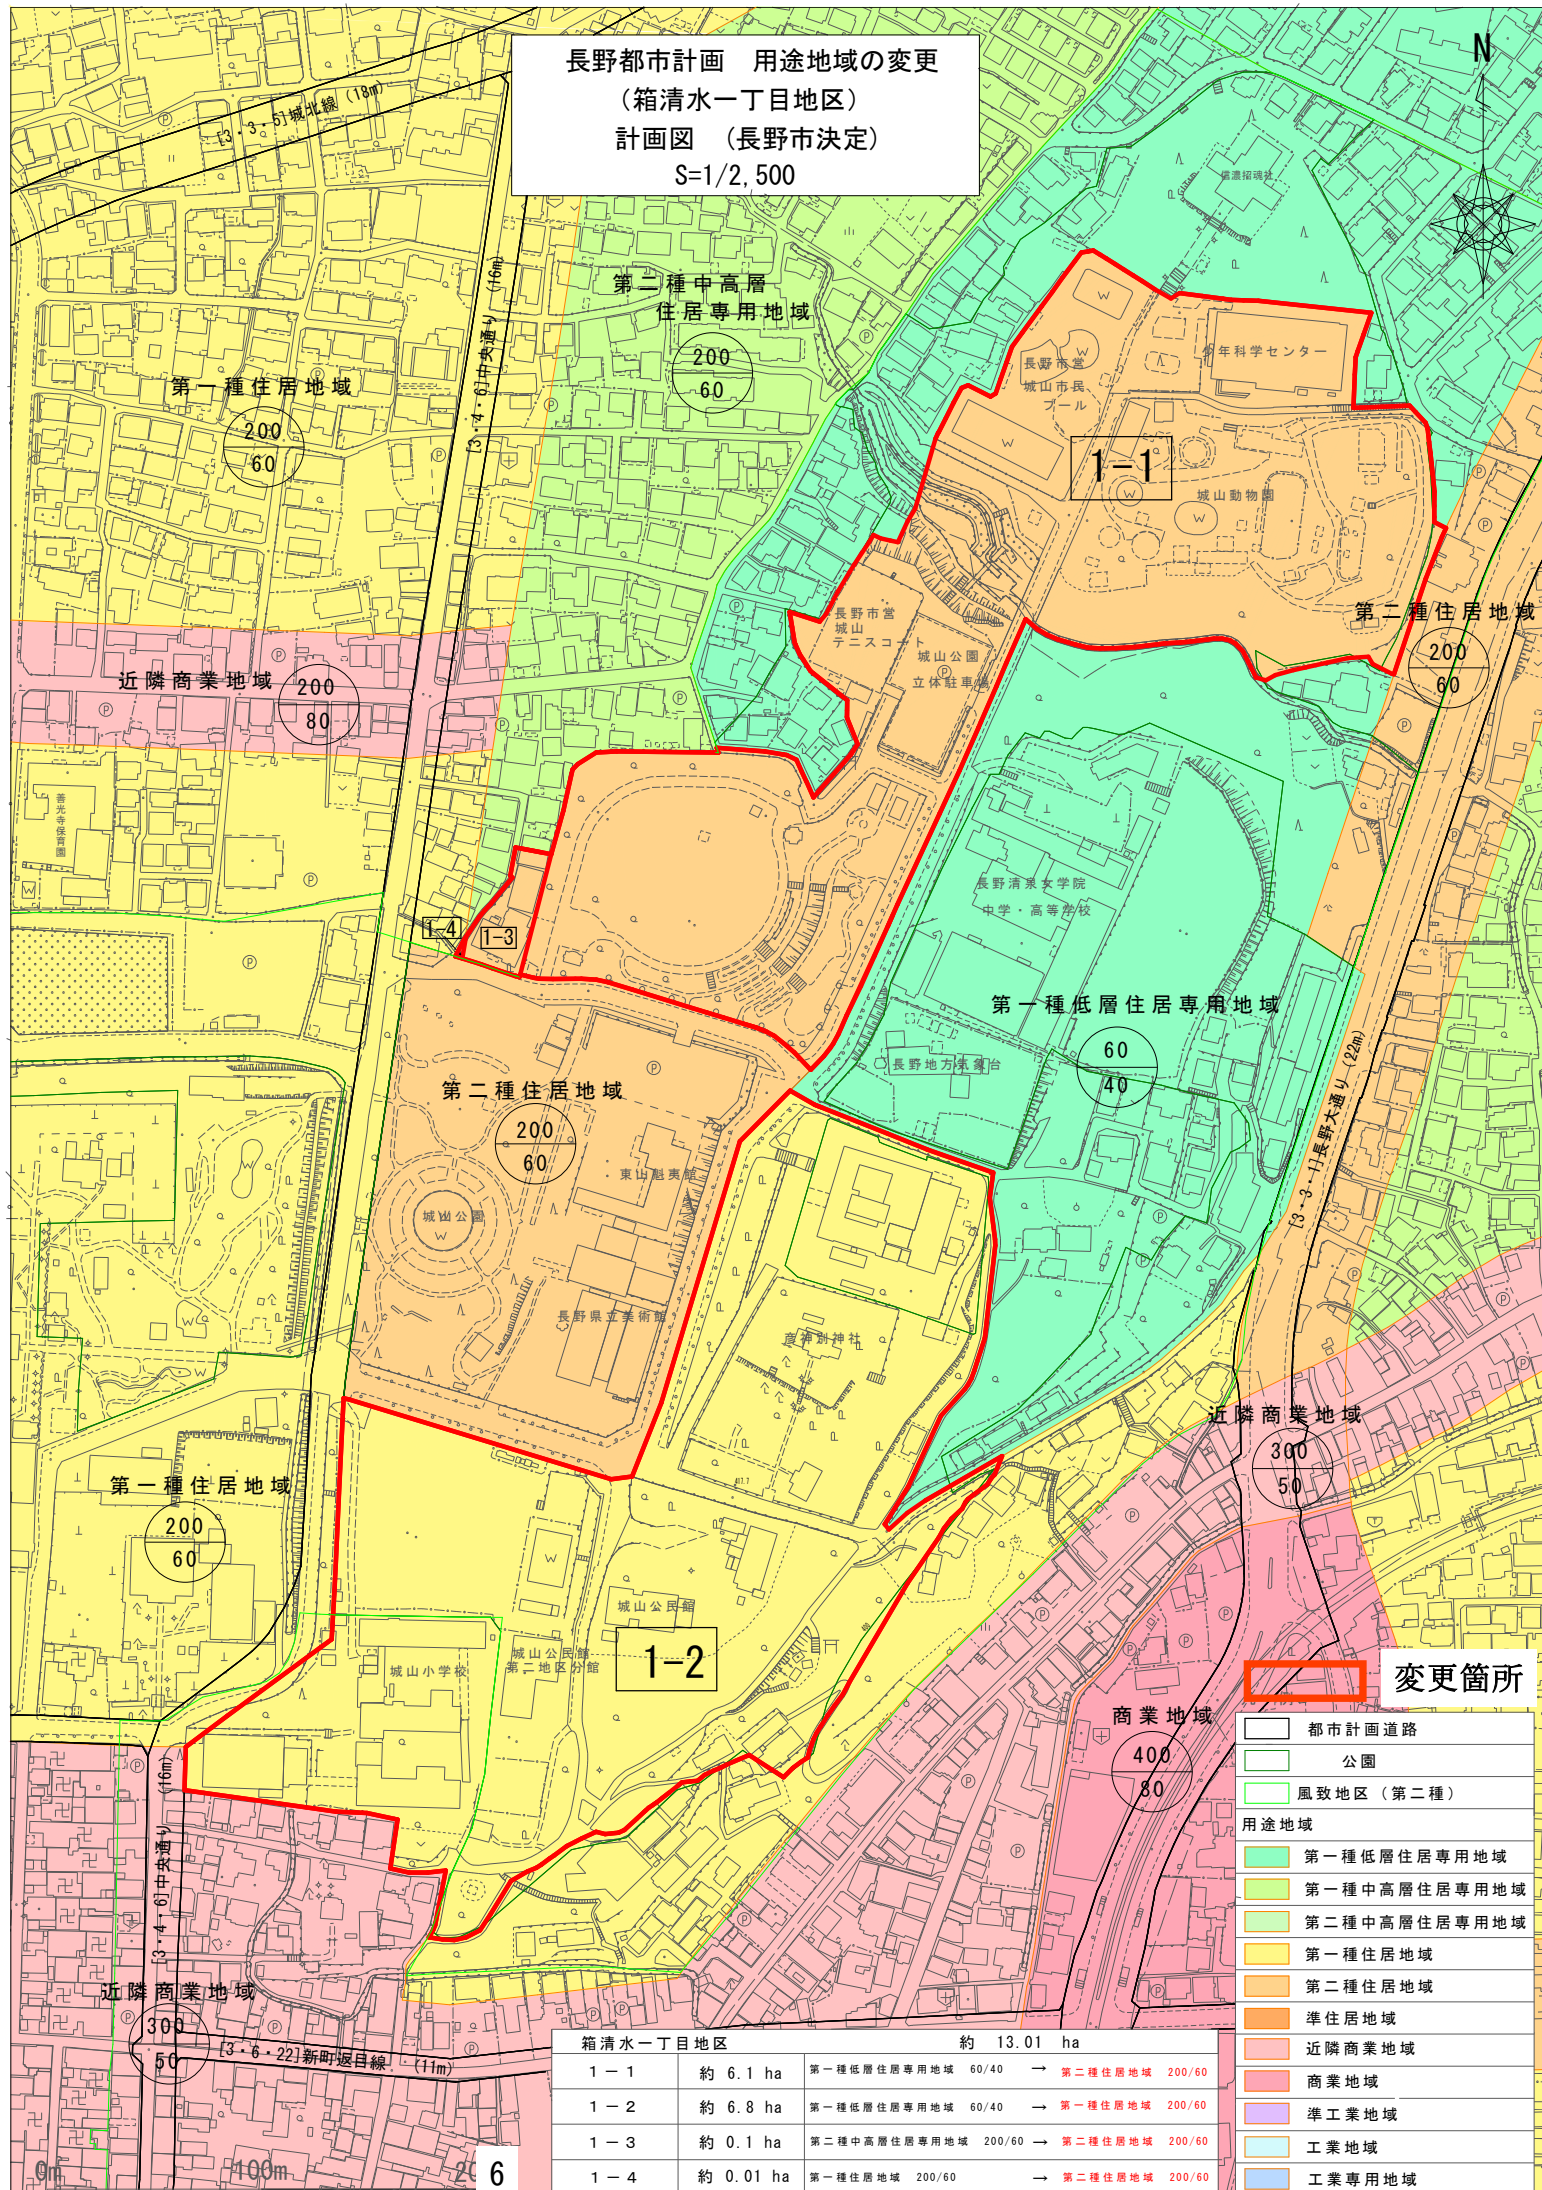 長野都市計画　用途地域の変更
（箱清水一丁目地区）
計画図　（長野市決定）
S=1/2,500
N
[3・3・5]城北線（18m）
信濃招魂社
[3・4・6]中央通り（16m）
第二種中高層
住居専用地域
200
60
第一種住居地域
200
60
長野市営
城山市民
プール
少年科学センター
1-1
城山動物園
長野市営
城山
テニスコート
城山公園
立体駐車場
第二種住居地域
200
60
近隣商業地域
200
80
善光寺保育園
1-4
1-3
長野清泉女学院
中学・高等学校
第一種低層住居専用地域
60
40
長野地方気象台
[3・3・1]長野大通り（22m）
第二種住居地域
200
60
東山魁夷館
城山公園
長野県立美術館
彦神別神社
417.7
近隣商業地域
300
50
第一種住居地域
200
60
城山公民館
城山公民館
第二地区分館
城山小学校
1-2
商業地域
400
80
[3・4・6]中央通り（16m）
近隣商業地域
300
50
[3・6・22]新町返目線（11m）
0m
100m
6
変更箇所
都市計画道路
公園
風致地区（第二種）
用途地域
第一種低層住居専用地域
第一種中高層住居専用地域
第二種中高層住居専用地域
第一種住居地域
第二種住居地域
準住居地域
近隣商業地域
商業地域
準工業地域
工業地域
工業専用地域
箱清水一丁目地区　約 13.01 ha
1－1　約 6.1 ha　第一種低層住居専用地域 60/40 → 第二種住居地域 200/60
1－2　約 6.8 ha　第一種低層住居専用地域 60/40 → 第一種住居地域 200/60
1－3　約 0.1 ha　第二種中高層住居専用地域 200/60 → 第二種住居地域 200/60
1－4　約 0.01 ha　第一種住居地域 200/60 → 第二種住居地域 200/60